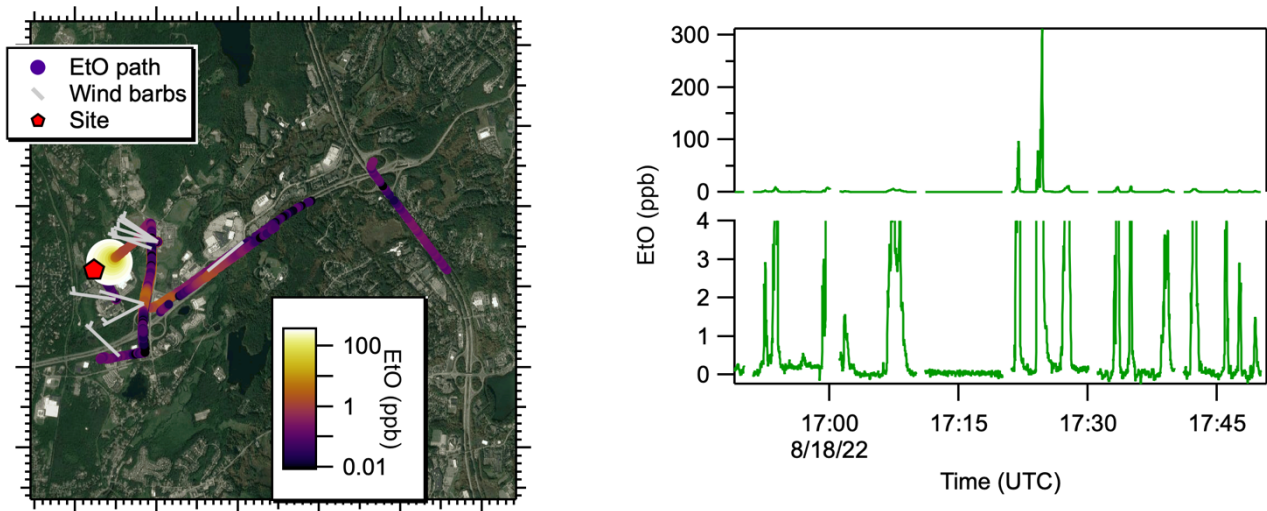 EtO path
Wind barbs
Site
100
1
0.01
EtO (ppb)
300
200
100
0
4
3
2
1
0
EtO (ppb)
17:00
17:15
17:30
17:45
8/18/22
Time (UTC)